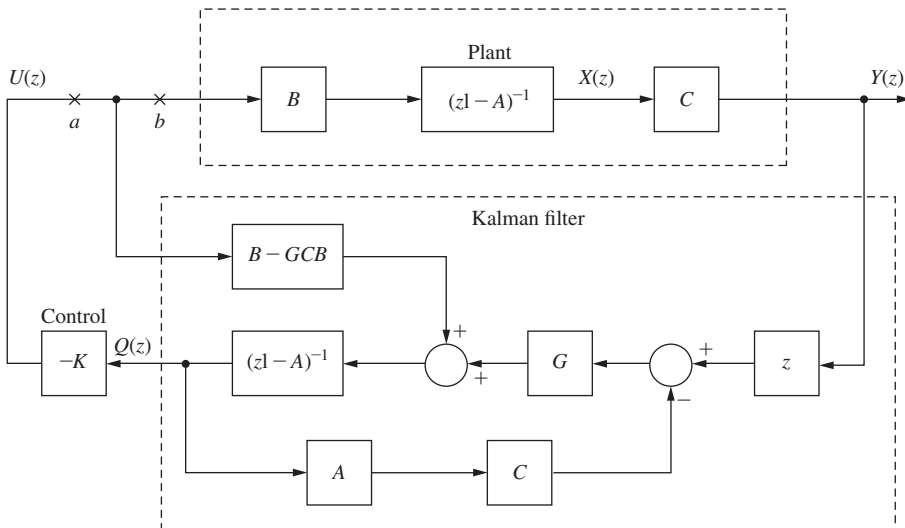 Plant
U(z)
X(z)
Y(z)
B
(zI – A)⁻¹
C
a
b
Kalman filter
B – GCB
Control
+
–K
Q(z)
(zI – A)⁻¹
+
G
+
–
z
A
C